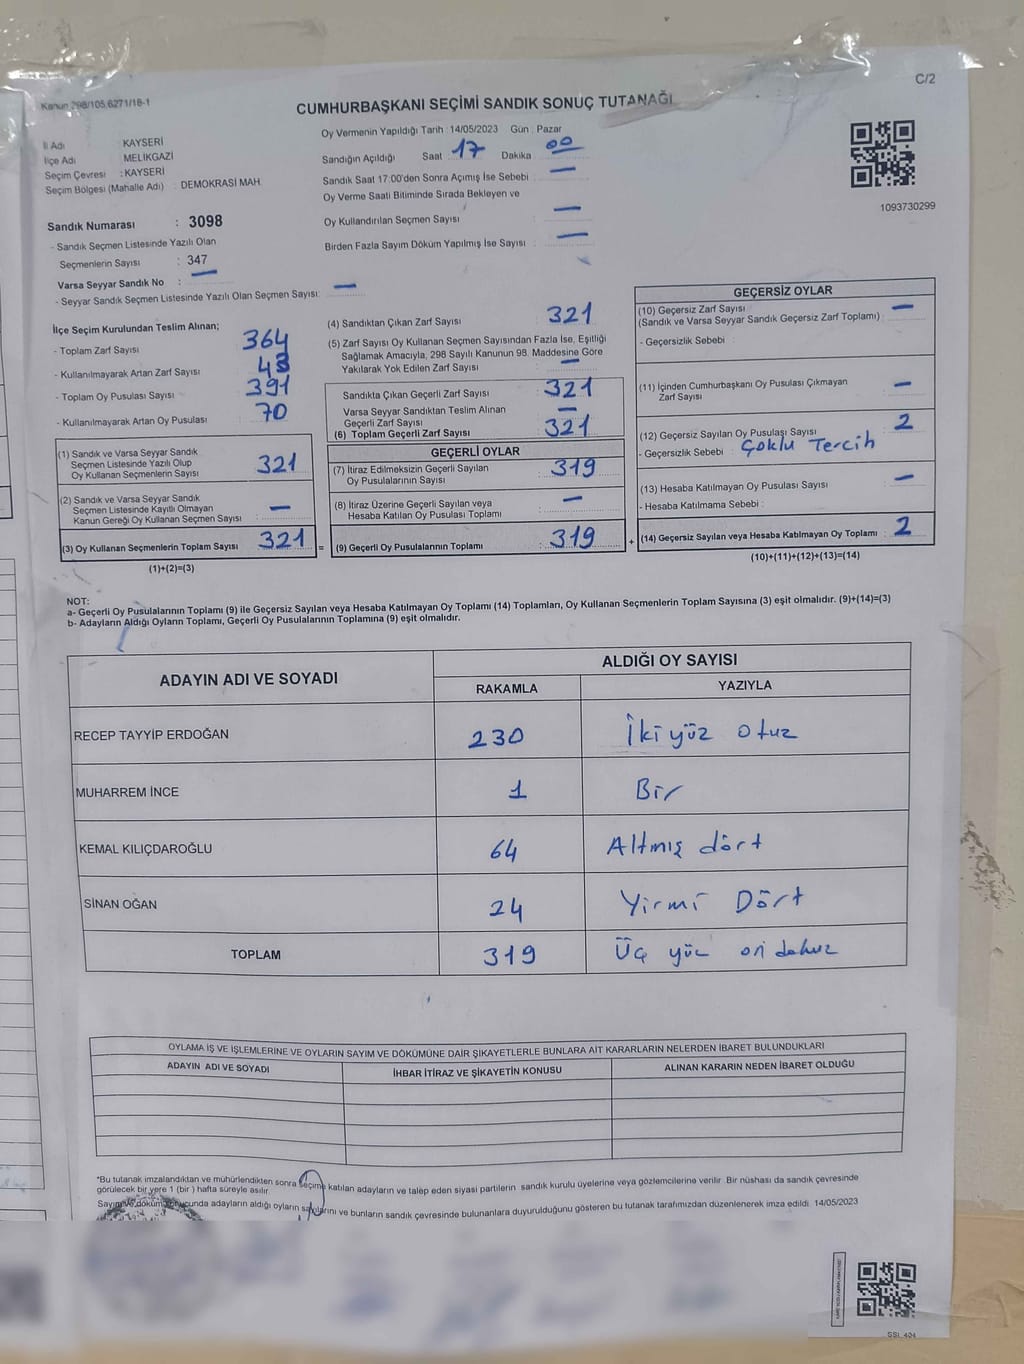 C/2
Kanun 298/105,6271/18-1
CUMHURBAŞKANI SEÇİMİ SANDIK SONUÇ TUTANAĞI
İl Adı : KAYSERİ
İlçe Adı : MELİKGAZİ
Seçim Çevresi : KAYSERİ
Seçim Bölgesi (Mahalle Adı) : DEMOKRASİ MAH.
Oy Vermenin Yapıldığı Tarih : 14/05/2023 Gün : Pazar
Sandığın Açıldığı Saat : 17 Dakika : 00
Sandık Saat 17:00'den Sonra Açımış İse Sebebi : —
Oy Verme Saati Bitiminde Sırada Bekleyen ve
Oy Kullandırılan Seçmen Sayısı : —
Birden Fazla Sayım Döküm Yapılmış İse Sayısı : —
1093730299
Sandık Numarası : 3098
- Sandık Seçmen Listesinde Yazılı Olan
Seçmenlerin Sayısı : 347
Varsa Seyyar Sandık No : —
- Seyyar Sandık Seçmen Listesinde Yazılı Olan Seçmen Sayısı: —
İlçe Seçim Kurulundan Teslim Alınan;
- Toplam Zarf Sayısı 364
- Kullanılmayarak Artan Zarf Sayısı 43
- Toplam Oy Pusulası Sayısı 391
- Kullanılmayarak Artan Oy Pusulası 70
(1) Sandık ve Varsa Seyyar Sandık
Seçmen Listesinde Yazılı Olup
Oy Kullanan Seçmenlerin Sayısı : 321
(2) Sandık ve Varsa Seyyar Sandık
Seçmen Listesinde Kayıtlı Olmayan
Kanun Gereği Oy Kullanan Seçmen Sayısı : —
(3) Oy Kullanan Seçmenlerin Toplam Sayısı : 321
(1)+(2)=(3)
(4) Sandıktan Çıkan Zarf Sayısı : 321
(5) Zarf Sayısı Oy Kullanan Seçmen Sayısından Fazla İse, Eşitliği
Sağlamak Amacıyla, 298 Sayılı Kanunun 98. Maddesine Göre
Yakılarak Yok Edilen Zarf Sayısı : —
Sandıkta Çıkan Geçerli Zarf Sayısı : 321
Varsa Seyyar Sandıktan Teslim Alınan
Geçerli Zarf Sayısı : —
(6) Toplam Geçerli Zarf Sayısı : 321
GEÇERLİ OYLAR
(7) İtiraz Edilmeksizin Geçerli Sayılan
Oy Pusulalarının Sayısı : 319
(8) İtiraz Üzerine Geçerli Sayılan veya
Hesaba Katılan Oy Pusulası Toplamı : —
= (9) Geçerli Oy Pusulalarının Toplamı : 319 +
GEÇERSİZ OYLAR
(10) Geçersiz Zarf Sayısı : —
(Sandık ve Varsa Seyyar Sandık Geçersiz Zarf Toplamı)
- Geçersizlik Sebebi :
(11) İçinden Cumhurbaşkanı Oy Pusulası Çıkmayan : —
Zarf Sayısı
(12) Geçersiz Sayılan Oy Pusulası Sayısı : 2
- Geçersizlik Sebebi : Çoklu Tercih
(13) Hesaba Katılmayan Oy Pusulası Sayısı : —
- Hesaba Katılmama Sebebi :
(14) Geçersiz Sayılan veya Hesaba Katılmayan Oy Toplamı : 2
(10)+(11)+(12)+(13)=(14)
NOT:
a- Geçerli Oy Pusulalarının Toplamı (9) ile Geçersiz Sayılan veya Hesaba Katılmayan Oy Toplamı (14) Toplamları, Oy Kullanan Seçmenlerin Toplam Sayısına (3) eşit olmalıdır. (9)+(14)=(3)
b- Adayların Aldığı Oyların Toplamı, Geçerli Oy Pusulalarının Toplamına (9) eşit olmalıdır.
ADAYIN ADI VE SOYADI ALDIĞI OY SAYISI
RAKAMLA YAZIYLA
RECEP TAYYİP ERDOĞAN 230 İki yüz otuz
MUHARREM İNCE 1 Bir
KEMAL KILIÇDAROĞLU 64 Altmış dört
SİNAN OĞAN 24 Yirmi Dört
TOPLAM 319 Üç yüz on dokuz
OYLAMA İŞ VE İŞLEMLERİNE VE OYLARIN SAYIM VE DÖKÜMÜNE DAİR ŞİKAYETLERLE BUNLARA AİT KARARLARIN NELERDEN İBARET BULUNDUKLARI
ADAYIN ADI VE SOYADI İHBAR İTİRAZ VE ŞİKAYETİN KONUSU ALINAN KARARIN NEDEN İBARET OLDUĞU
*Bu tutanak imzalandıktan ve mühürlendikten sonra seçime katılan adayların ve talep eden siyasi partilerin sandık kurulu üyelerine veya gözlemcilerine verilir. Bir nüshası da sandık çevresinde
görülecek bir yere 1 (bir) hafta süreyle asılır.
Sayım ve döküm sonucunda adayların aldığı oyların sayılarını ve bunların sandık çevresinde bulunanlara duyurulduğunu gösteren bu tutanak tarafımızdan düzenlenerek imza edildi. 14/05/2023